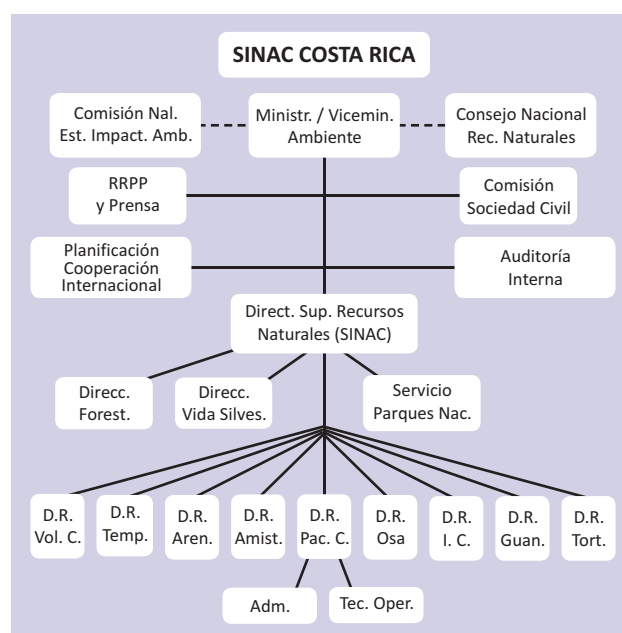 SINAC COSTA RICA
Comisión Nal.
Est. Impact. Amb.
Ministr. / Vicemin.
Ambiente
Consejo Nacional
Rec. Naturales
RRPP
y Prensa
Comisión
Sociedad Civil
Planificación
Cooperación
Internacional
Auditoría
Interna
Direct. Sup. Recursos
Naturales (SINAC)
Direcc.
Forest.
Direcc.
Vida Silves.
Servicio
Parques Nac.
D.R.
Vol. C.
D.R.
Temp.
D.R.
Aren.
D.R.
Amist.
D.R.
Pac. C.
D.R.
Osa
D.R.
I. C.
D.R.
Guan.
D.R.
Tort.
Adm.
Tec. Oper.